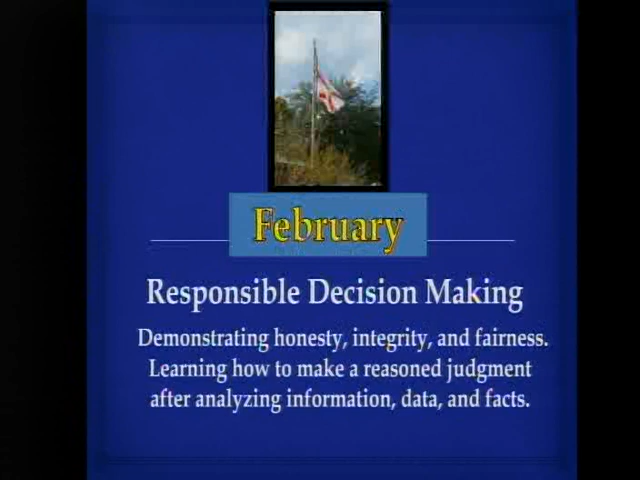 February
Responsible Decision Making
Demonstrating honesty, integrity, and fairness.
Learning how to make a reasoned judgment
after analyzing information, data, and facts.